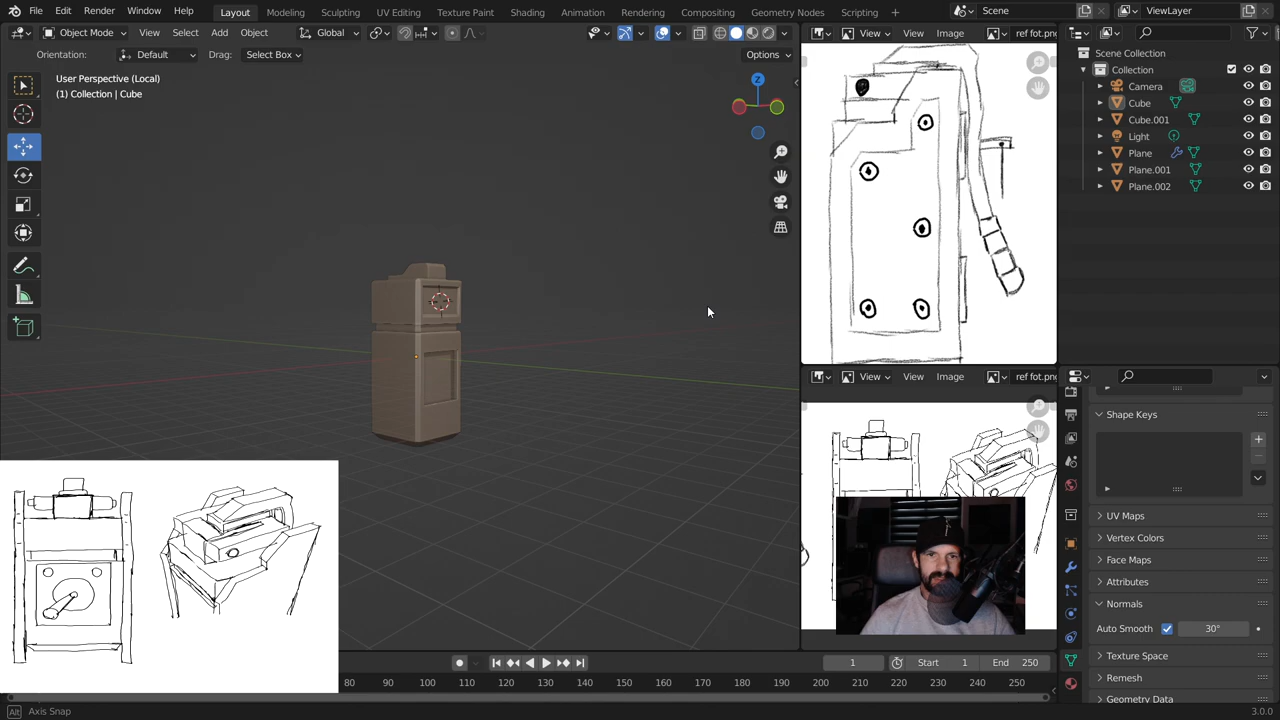 File Edit Render Window Help Layout Modeling Sculpting UV Editing Texture Paint Shading Animation Rendering Compositing Geometry Nodes Scripting Scene ViewLayer
Object Mode View Select Add Object Global View View Image ref fot.png
Orientation: Default Drag: Select Box Options
User Perspective (Local)
(1) Collection | Cube
Z
Scene Collection
Collection
Camera
Cube
Cube.001
Light
Plane
Plane.001
Plane.002
View View Image ref fot.png
Shape Keys
UV Maps
Vertex Colors
Face Maps
Attributes
Normals
Auto Smooth 30°
Texture Space
Remesh
Geometry Data
1 Start 1 End 250
80 90 100 110 120 130 140 150 160 170 180 190 200 210 220 230 240 250
Alt Axis Snap 3.0.0